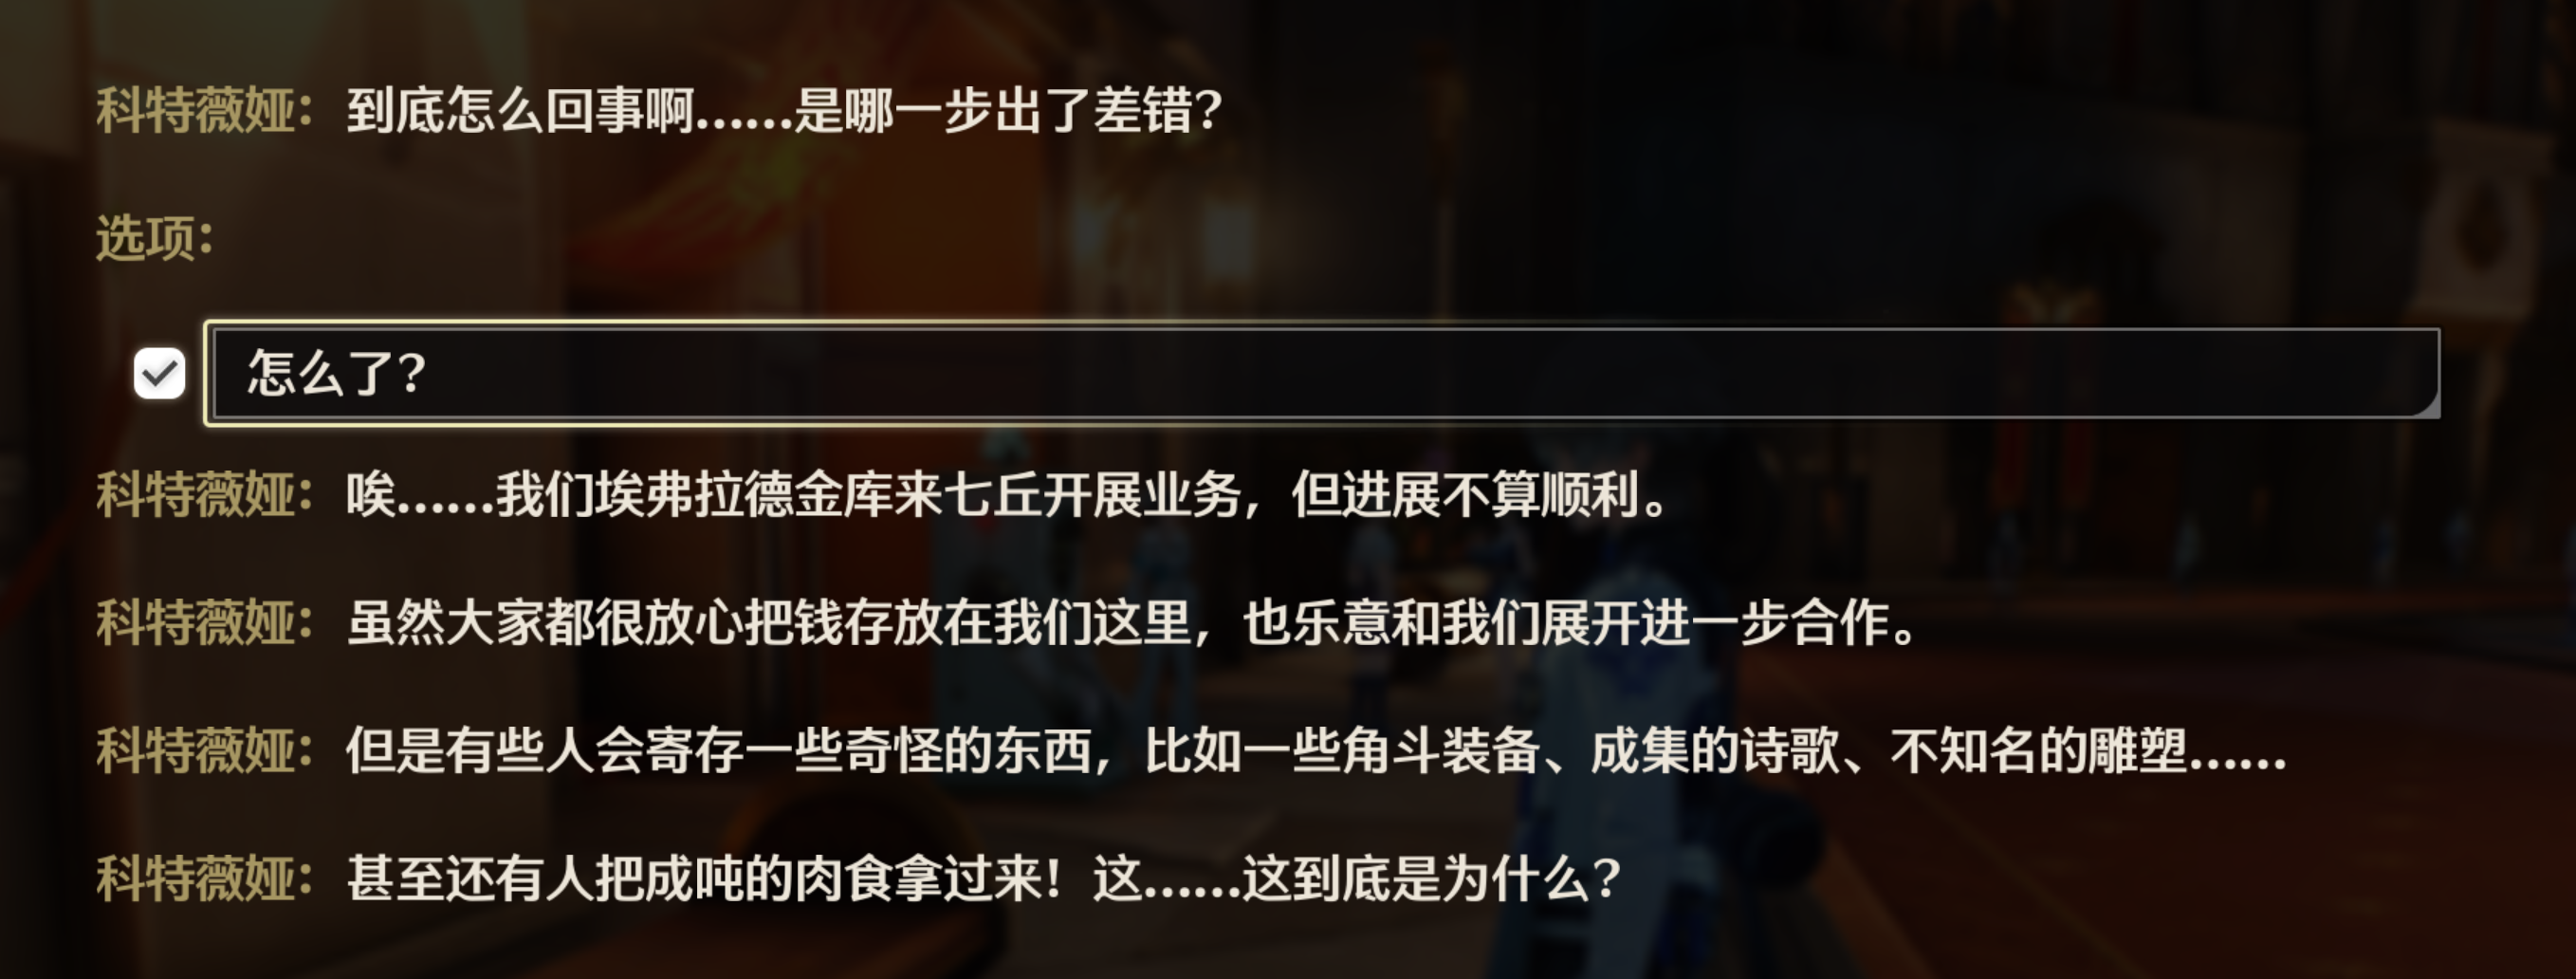 科特薇娅：到底怎么回事啊……是哪一步出了差错？
选项：
怎么了？
科特薇娅：唉……我们埃弗拉德金库来七丘开展业务，但进展不算顺利。
科特薇娅：虽然大家都很放心把钱存放在我们这里，也乐意和我们展开进一步合作。
科特薇娅：但是有些人会寄存一些奇怪的东西，比如一些角斗装备、成集的诗歌、不知名的雕塑……
科特薇娅：甚至还有人把成吨的肉食拿过来！这……这到底是为什么？